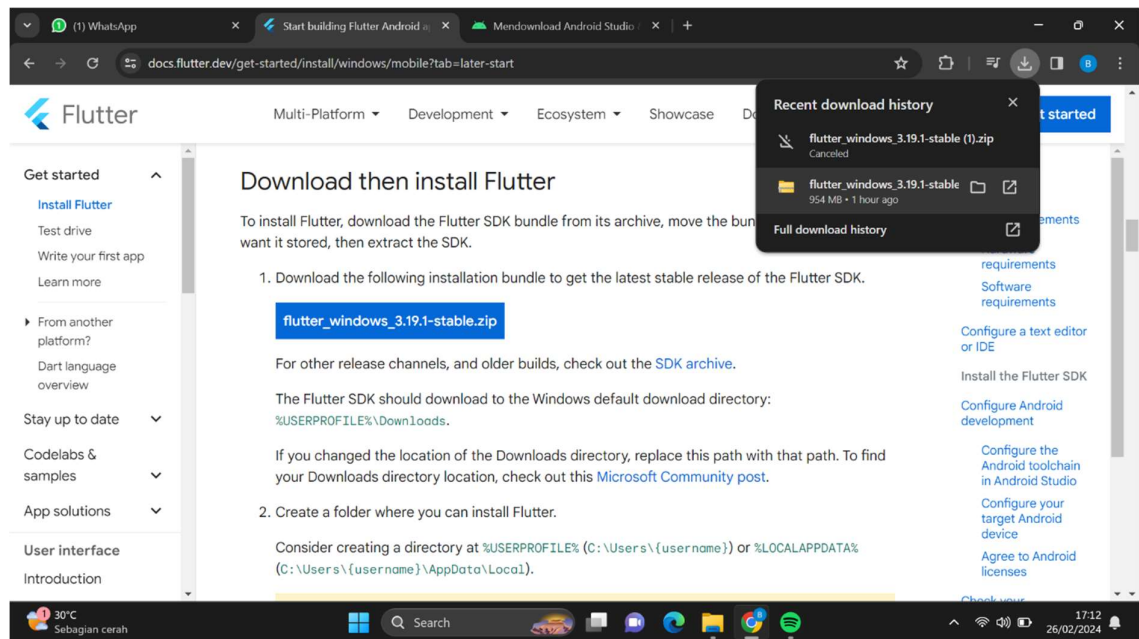 (1) WhatsApp
Start building Flutter Android a
Mendownload Android Studio
docs.flutter.dev/get-started/install/windows/mobile?tab=later-start
B
Flutter
Multi-Platform
Development
Ecosystem
Showcase
t started
Recent download history
flutter_windows_3.19.1-stable (1).zip
Canceled
flutter_windows_3.19.1-stable
954 MB • 1 hour ago
Full download history
Get started
Install Flutter
Test drive
Write your first app
Learn more
From another
platform?
Dart language
overview
Stay up to date
Codelabs &
samples
App solutions
User interface
Introduction
Download then install Flutter
To install Flutter, download the Flutter SDK bundle from its archive, move the bun
want it stored, then extract the SDK.
1. Download the following installation bundle to get the latest stable release of the Flutter SDK.
flutter_windows_3.19.1-stable.zip
For other release channels, and older builds, check out the SDK archive.
The Flutter SDK should download to the Windows default download directory:
%USERPROFILE%\Downloads.
If you changed the location of the Downloads directory, replace this path with that path. To find
your Downloads directory location, check out this Microsoft Community post.
2. Create a folder where you can install Flutter.
Consider creating a directory at %USERPROFILE% (C:\Users\{username}) or %LOCALAPPDATA%
(C:\Users\{username}\AppData\Local).
ements
requirements
Software
requirements
Configure a text editor
or IDE
Install the Flutter SDK
Configure Android
development
Configure the
Android toolchain
in Android Studio
Configure your
target Android
device
Agree to Android
licenses
Check your
1
30°C
Sebagian cerah
Search
17:12
26/02/2024